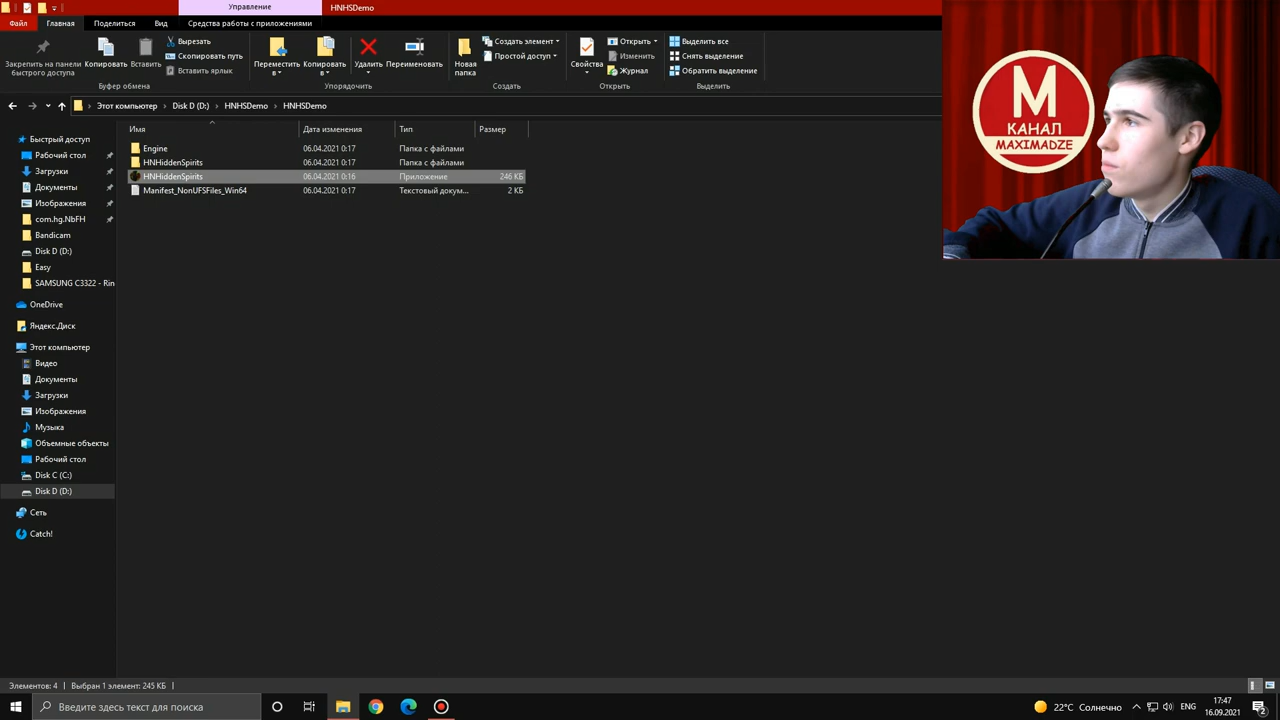 Управление
HNHSDemo
Файл
Главная
Поделиться
Вид
Средства работы с приложениями
Закрепить на панели быстрого доступа
Копировать
Вставить
Вырезать
Скопировать путь
Вставить ярлык
Буфер обмена
Переместить в
Копировать в
Удалить
Переименовать
Упорядочить
Новая папка
Создать элемент
Простой доступ
Создать
Свойства
Открыть
Изменить
Журнал
Открыть
Выделить все
Снять выделение
Обратить выделение
Выделить
Этот компьютер
Disk D (D:)
HNHSDemo
HNHSDemo
Имя
Дата изменения
Тип
Размер
Engine 06.04.2021 0:17 Папка с файлами
HNHiddenSpirits 06.04.2021 0:17 Папка с файлами
HNHiddenSpirits 06.04.2021 0:16 Приложение 246 КБ
Manifest_NonUFSFiles_Win64 06.04.2021 0:17 Текстовый докум... 2 КБ
Быстрый доступ
Рабочий стол
Загрузки
Документы
Изображения
com.hg.NbFH
Bandicam
Disk D (D:)
Easy
SAMSUNG C3322 - Rin
OneDrive
Яндекс.Диск
Этот компьютер
Видео
Документы
Загрузки
Изображения
Музыка
Объемные объекты
Рабочий стол
Disk C (C:)
Disk D (D:)
Сеть
Catch!
М
КАНАЛ
MAXIMADZE
Элементов: 4
Выбран 1 элемент: 245 КБ
Введите здесь текст для поиска
22°C Солнечно
ENG
17:47
16.09.2021
2